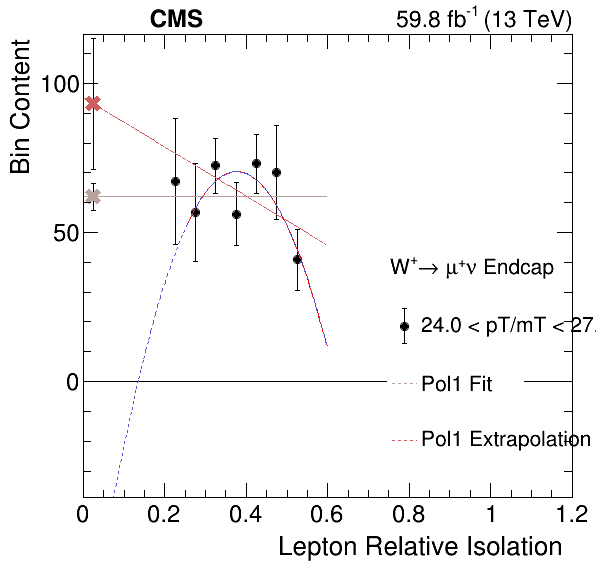 CMS
59.8 fb⁻¹ (13 TeV)
Bin Content
100
50
0
W⁺→ μ⁺ν Endcap
24.0 < pT/mT < 27.
Pol1 Fit
Pol1 Extrapolation
0 0.2 0.4 0.6 0.8 1 1.2
Lepton Relative Isolation